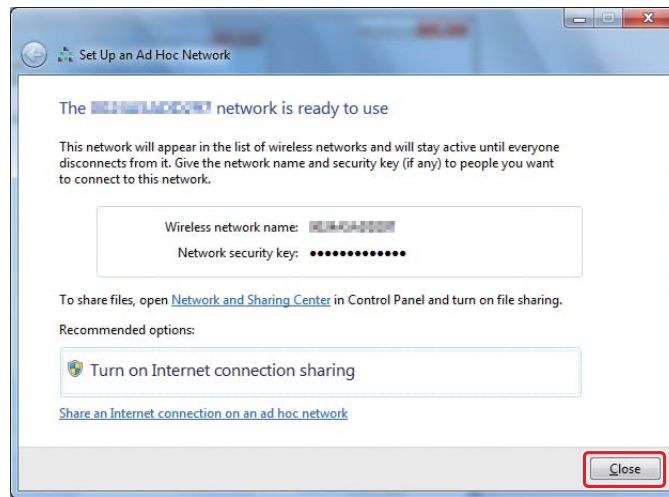 Set Up an Ad Hoc Network
The network is ready to use
This network will appear in the list of wireless networks and will stay active until everyone
disconnects from it. Give the network name and security key (if any) to people you want
to connect to this network.
Wireless network name:
Network security key: ●●●●●●●●●●●●●
To share files, open Network and Sharing Center in Control Panel and turn on file sharing.
Recommended options:
Turn on Internet connection sharing
Share an Internet connection on an ad hoc network
Close